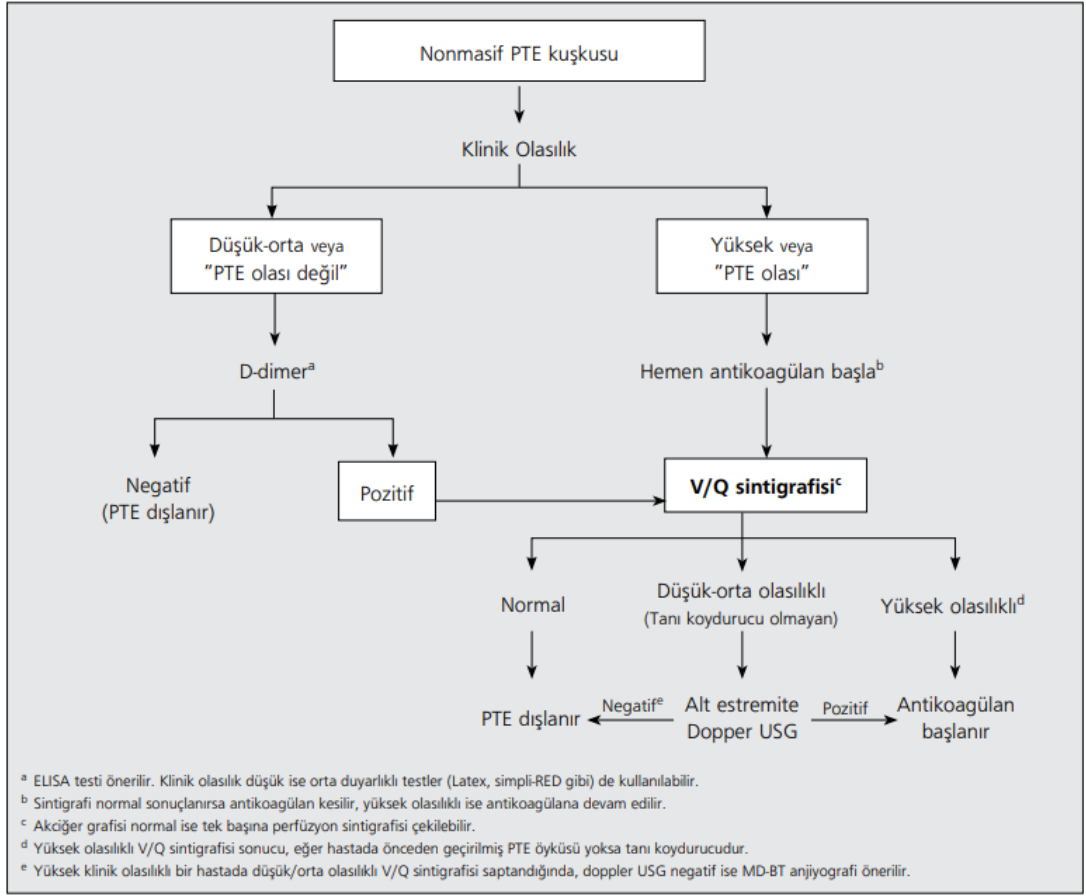 Nonmasif PTE kuşkusu
Klinik Olasılık
Düşük-orta veya
"PTE olası değil"
Yüksek veya
"PTE olası"
D-dimerᵃ
Hemen antikoagülan başlaᵇ
Negatif
(PTE dışlanır)
Pozitif
V/Q sintigrafisiᶜ
Normal
Düşük-orta olasılıklı
(Tanı koydurucu olmayan)
Yüksek olasılıklıᵈ
PTE dışlanır
Negatifᵉ
Alt estremite
Dopper USG
Pozitif
Antikoagülan
başlanır
ᵃ ELISA testi önerilir. Klinik olasılık düşük ise orta duyarlıklı testler (Latex, simpli-RED gibi) de kullanılabilir.
ᵇ Sintigrafi normal sonuçlanırsa antikoagülan kesilir, yüksek olasılıklı ise antikoagülana devam edilir.
ᶜ Akciğer grafisi normal ise tek başına perfüzyon sintigrafisi çekilebilir.
ᵈ Yüksek olasılıklı V/Q sintigrafisi sonucu, eğer hastada önceden geçirilmiş PTE öyküsü yoksa tanı koydurucudur.
ᵉ Yüksek klinik olasılıklı bir hastada düşük/orta olasılıklı V/Q sintigrafisi saptandığında, doppler USG negatif ise MD-BT anjiyografi önerilir.